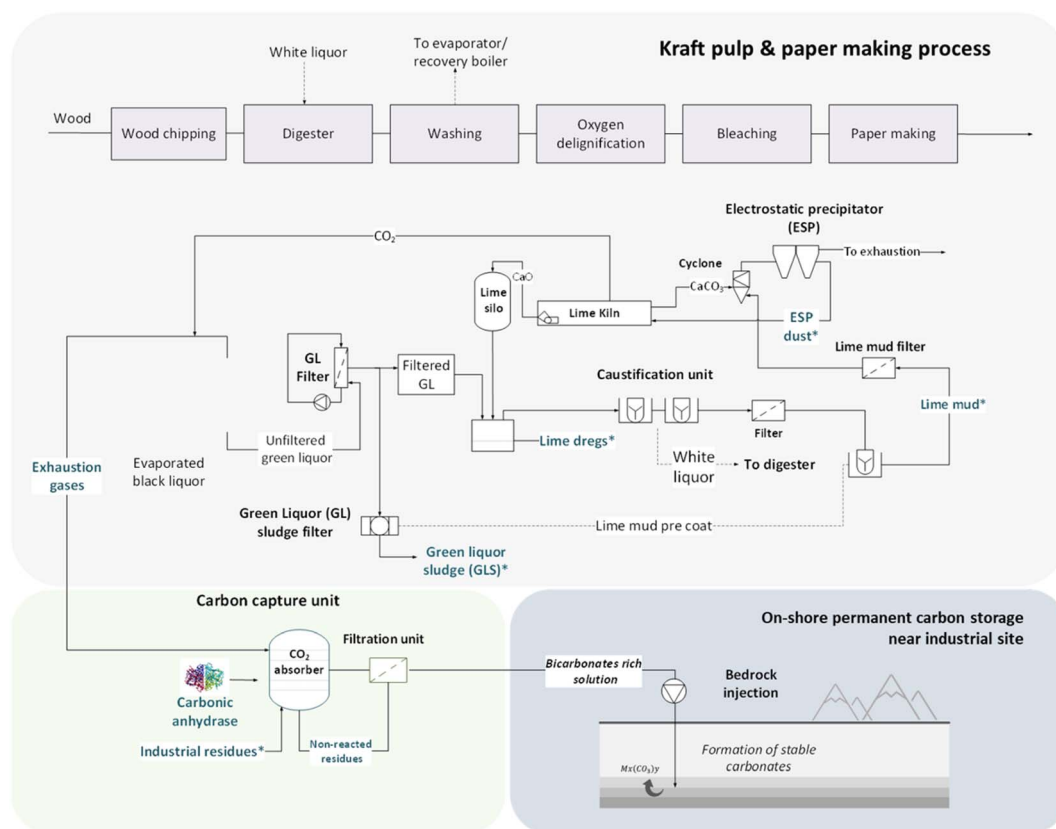 Kraft pulp & paper making process
White liquor
To evaporator/
recovery boiler
Wood
Wood chipping
Digester
Washing
Oxygen
delignification
Bleaching
Paper making
Electrostatic precipitator
(ESP)
To exhaustion
CO₂
Cyclone
CaO
CaCO₃
Lime
silo
Lime Kiln
ESP
dust*
Lime mud filter
GL
Filter
Filtered
GL
Caustification unit
Lime mud*
Filter
Unfiltered
green liquor
Lime dregs*
White
liquor
To digester
Exhaustion
gases
Evaporated
black liquor
Green Liquor (GL)
sludge filter
Lime mud pre coat
Green liquor
sludge (GLS)*
Carbon capture unit
CO₂
absorber
Filtration unit
Carbonic
anhydrase
Industrial residues*
Non-reacted
residues
On-shore permanent carbon storage
near industrial site
Bicarbonates rich
solution
Bedrock
injection
Formation of stable
carbonates
Mx(CO₃)y